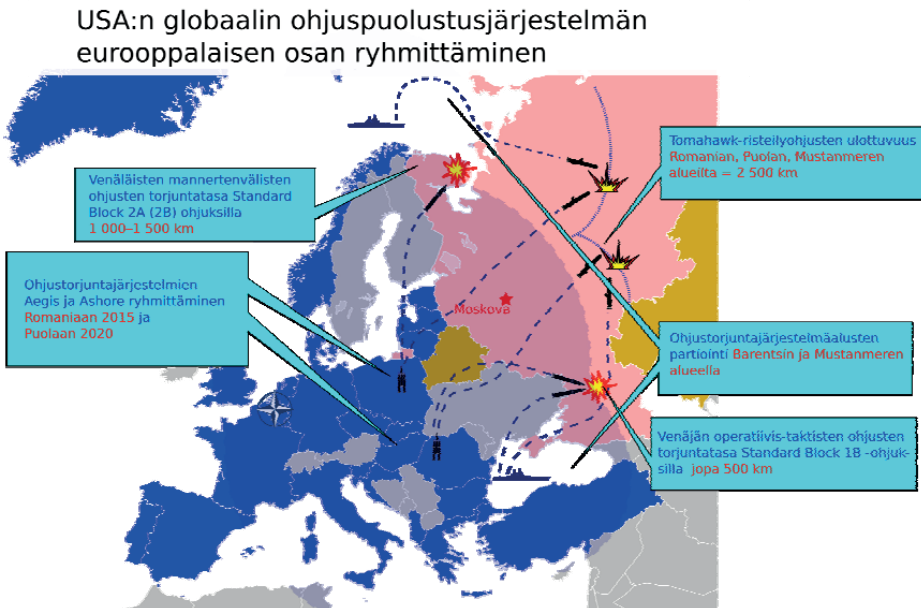 USA:n globaalin ohjuspuolustusjärjestelmän
eurooppalaisen osan ryhmittäminen
Venäläisten mannertenvälisten
ohjusten torjuntatasa Standard
Block 2A (2B) ohjuksilla
1 000–1 500 km
Tomahawk-risteilyohjusten ulottuvuus
Romanian, Puolan, Mustanmeren
alueilta = 2 500 km
Ohjustorjuntajärjestelmien
Aegis ja Ashore ryhmittäminen
Romaniaan 2015 ja
Puolaan 2020
Moskova
Ohjustorjuntajärjestelmäalusten
partiointi Barentsin ja Mustanmeren
alueella
Venäjän operatiivis-taktisten ohjusten
torjuntatasa Standard Block 1B -ohjuk-
silla jopa 500 km